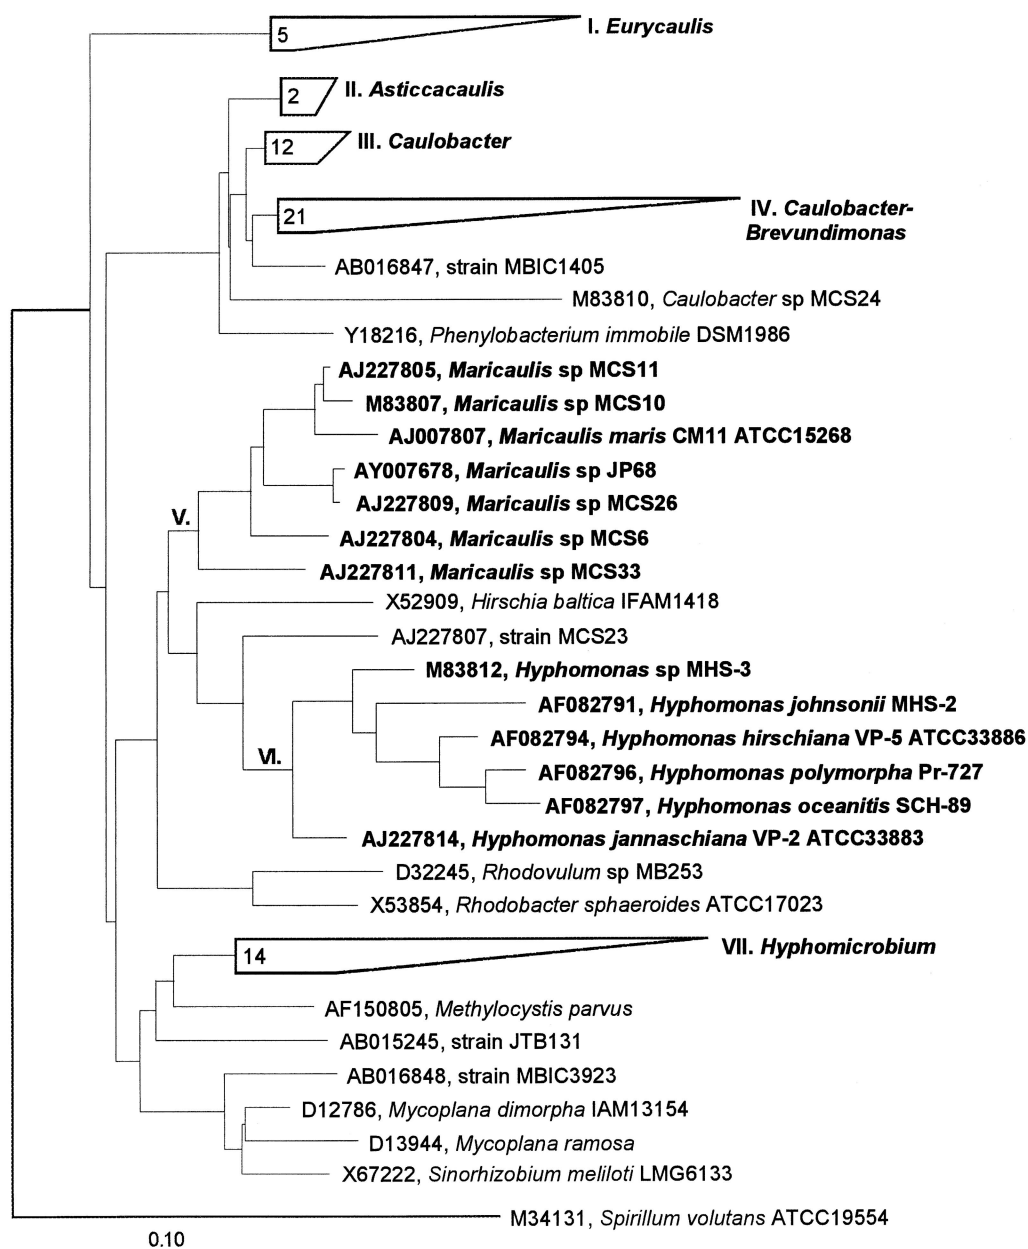 5
I. Eurycaulis
2
II. Asticcacaulis
12
III. Caulobacter
21
IV. Caulobacter-
Brevundimonas
AB016847, strain MBIC1405
M83810, Caulobacter sp MCS24
Y18216, Phenylobacterium immobile DSM1986
AJ227805, Maricaulis sp MCS11
M83807, Maricaulis sp MCS10
AJ007807, Maricaulis maris CM11 ATCC15268
AY007678, Maricaulis sp JP68
AJ227809, Maricaulis sp MCS26
V.
AJ227804, Maricaulis sp MCS6
AJ227811, Maricaulis sp MCS33
X52909, Hirschia baltica IFAM1418
AJ227807, strain MCS23
M83812, Hyphomonas sp MHS-3
AF082791, Hyphomonas johnsonii MHS-2
AF082794, Hyphomonas hirschiana VP-5 ATCC33886
VI.
AF082796, Hyphomonas polymorpha Pr-727
AF082797, Hyphomonas oceanitis SCH-89
AJ227814, Hyphomonas jannaschiana VP-2 ATCC33883
D32245, Rhodovulum sp MB253
X53854, Rhodobacter sphaeroides ATCC17023
14
VII. Hyphomicrobium
AF150805, Methylocystis parvus
AB015245, strain JTB131
AB016848, strain MBIC3923
D12786, Mycoplana dimorpha IAM13154
D13944, Mycoplana ramosa
X67222, Sinorhizobium meliloti LMG6133
M34131, Spirillum volutans ATCC19554
0.10